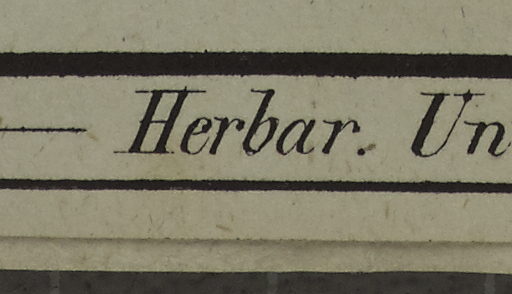 — Herbar. Un